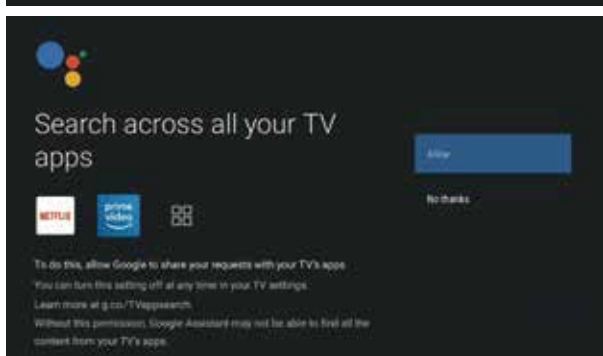 Search across all your TV
apps
NETFLIX
prime
video
To do this, allow Google to share your requests with your TV's apps.
You can turn this setting off at any time in your TV settings.
Learn more at g.co/TVappsearch.
Without this permission, Google Assistant may not be able to find all the
content from your TV's apps.
Allow
No thanks